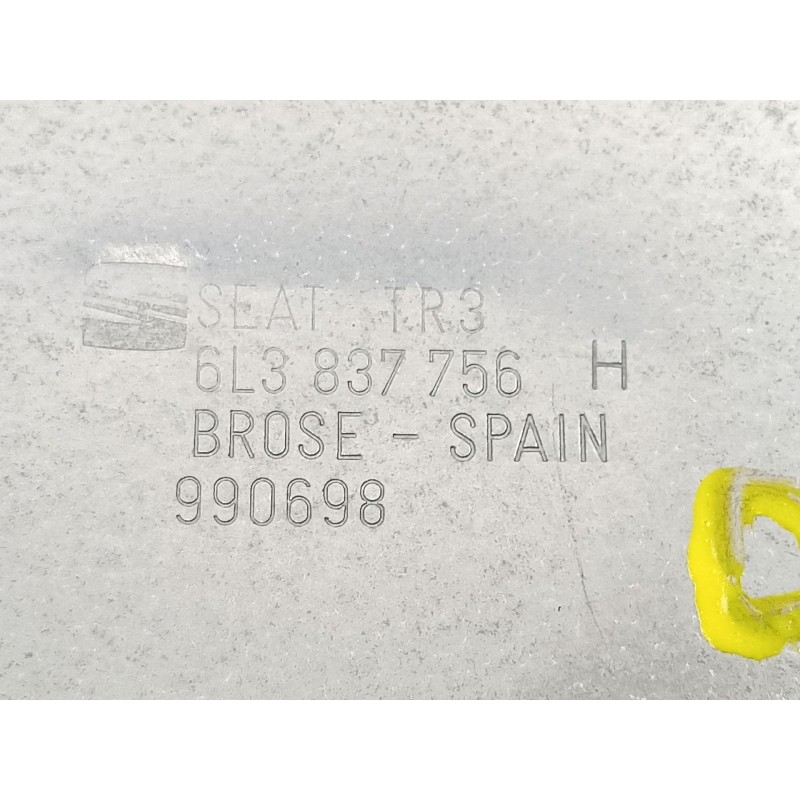 SEAT TR3
6L3 837 756 H
BROSE - SPAIN
990698